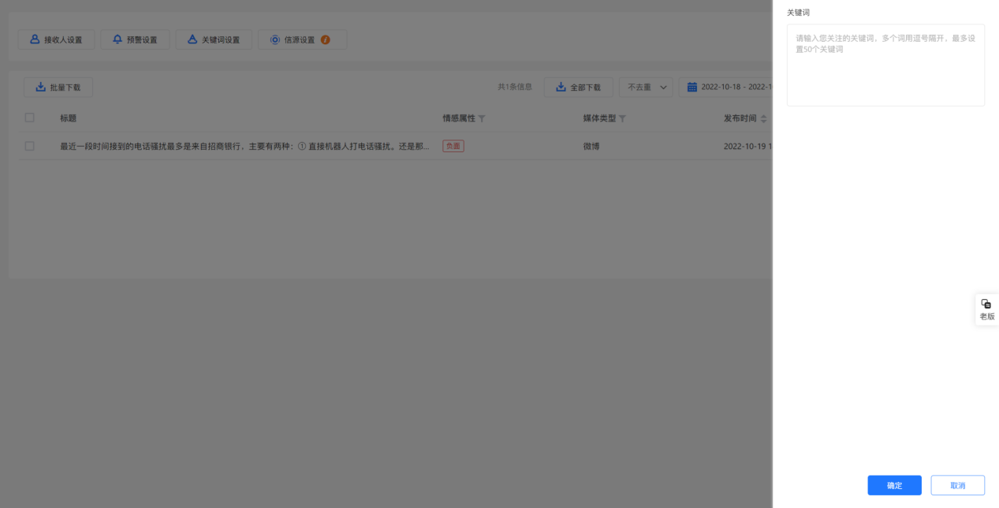 接收人设置 预警设置 关键词设置 信源设置
批量下载 共1条信息 全部下载 不去重 2022-10-18 - 2022-1
标题 情感属性 媒体类型 发布时间
最近一段时间接到的电话骚扰最多是来自招商银行，主要有两种：① 直接机器人打电话骚扰。还是那... 负面 微博 2022-10-19 1
关键词
请输入您关注的关键词，多个词用逗号隔开，最多设
置50个关键词
老版
确定 取消